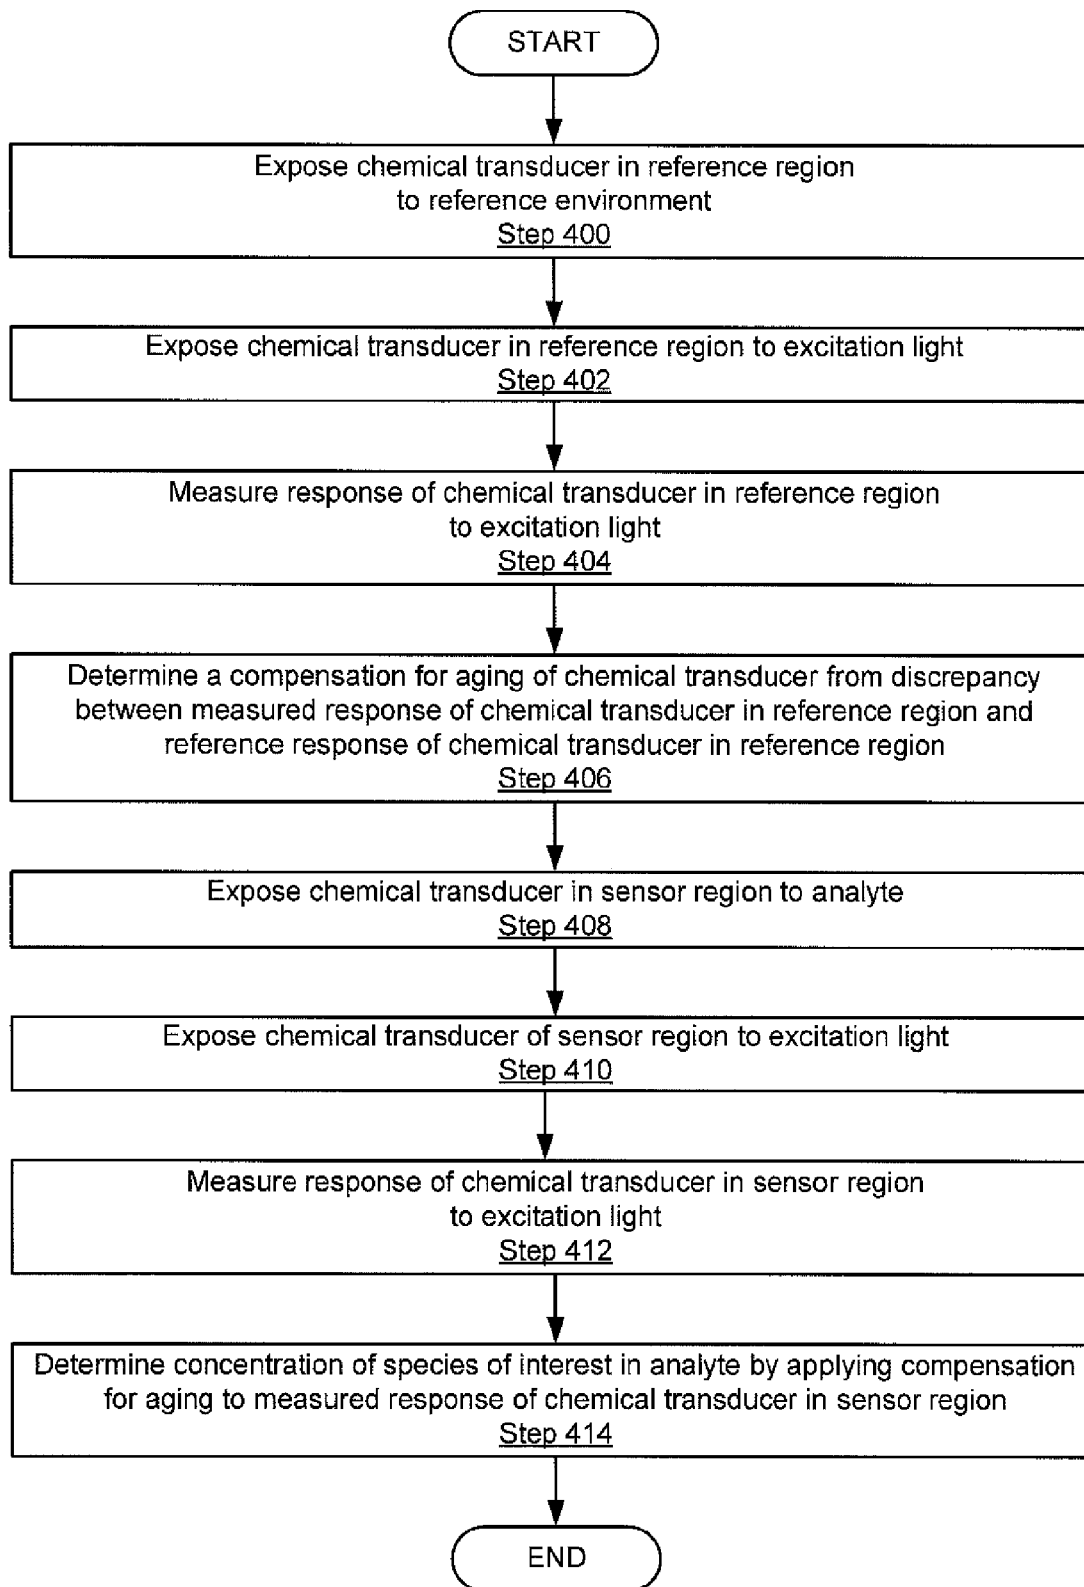 START
Expose chemical transducer in reference region
to reference environment
Step 400
Expose chemical transducer in reference region to excitation light
Step 402
Measure response of chemical transducer in reference region
to excitation light
Step 404
Determine a compensation for aging of chemical transducer from discrepancy
between measured response of chemical transducer in reference region and
reference response of chemical transducer in reference region
Step 406
Expose chemical transducer in sensor region to analyte
Step 408
Expose chemical transducer of sensor region to excitation light
Step 410
Measure response of chemical transducer in sensor region
to excitation light
Step 412
Determine concentration of species of interest in analyte by applying compensation
for aging to measured response of chemical transducer in sensor region
Step 414
END